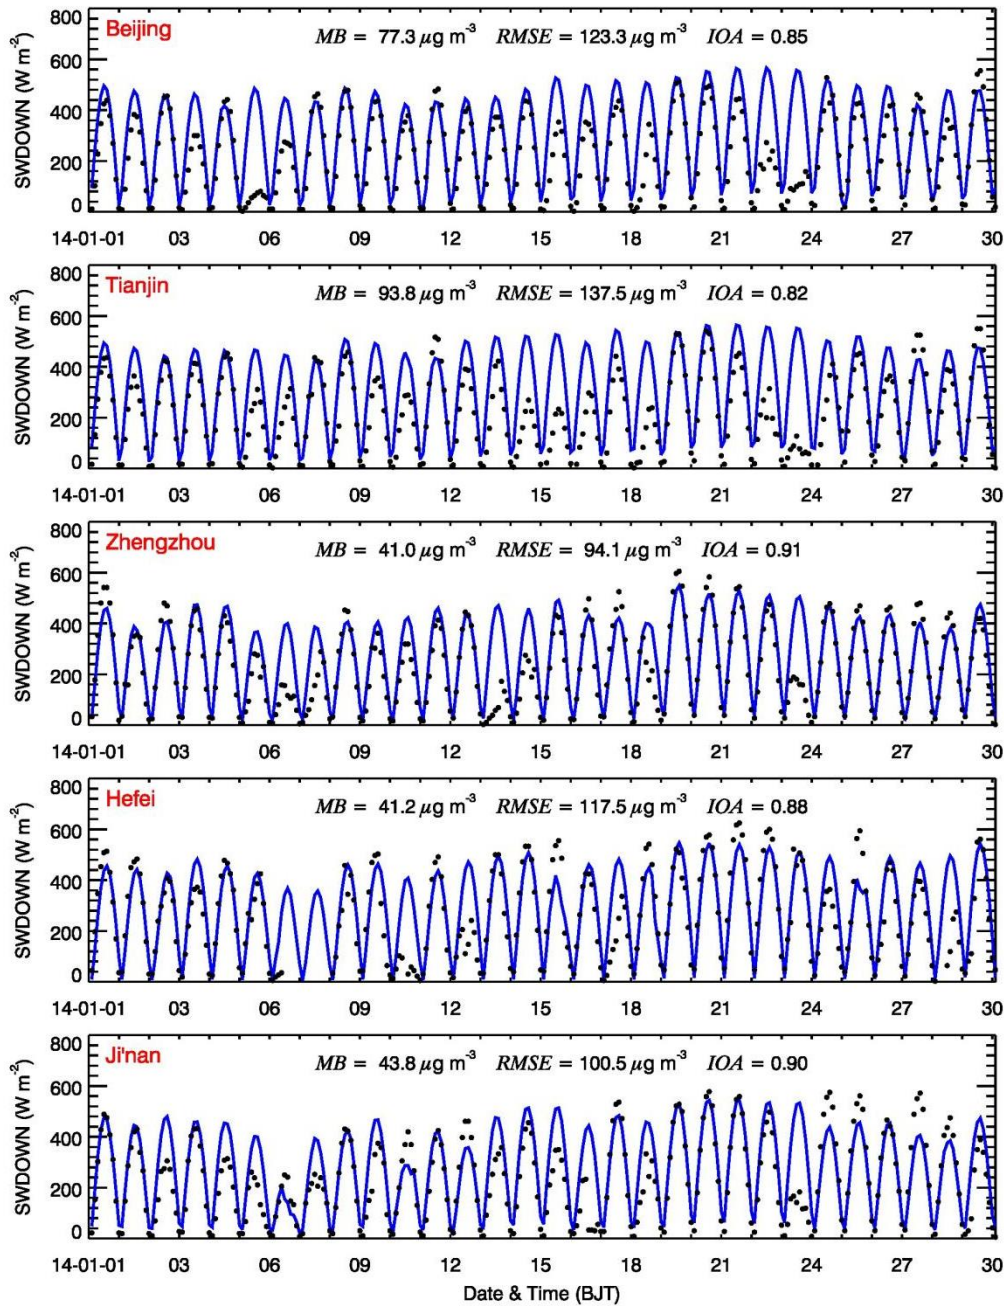 800
Beijing
MB = 77.3 μg m⁻³ RMSE = 123.3 μg m⁻³ IOA = 0.85
600
400
200
0
SWDOWN (W m⁻²)
14-01-01 03 06 09 12 15 18 21 24 27 30
800
Tianjin
MB = 93.8 μg m⁻³ RMSE = 137.5 μg m⁻³ IOA = 0.82
600
400
200
0
SWDOWN (W m⁻²)
14-01-01 03 06 09 12 15 18 21 24 27 30
800
Zhengzhou
MB = 41.0 μg m⁻³ RMSE = 94.1 μg m⁻³ IOA = 0.91
600
400
200
0
SWDOWN (W m⁻²)
14-01-01 03 06 09 12 15 18 21 24 27 30
800
Hefei
MB = 41.2 μg m⁻³ RMSE = 117.5 μg m⁻³ IOA = 0.88
600
400
200
0
SWDOWN (W m⁻²)
14-01-01 03 06 09 12 15 18 21 24 27 30
800
Ji'nan
MB = 43.8 μg m⁻³ RMSE = 100.5 μg m⁻³ IOA = 0.90
600
400
200
0
SWDOWN (W m⁻²)
14-01-01 03 06 09 12 15 18 21 24 27 30
Date & Time (BJT)